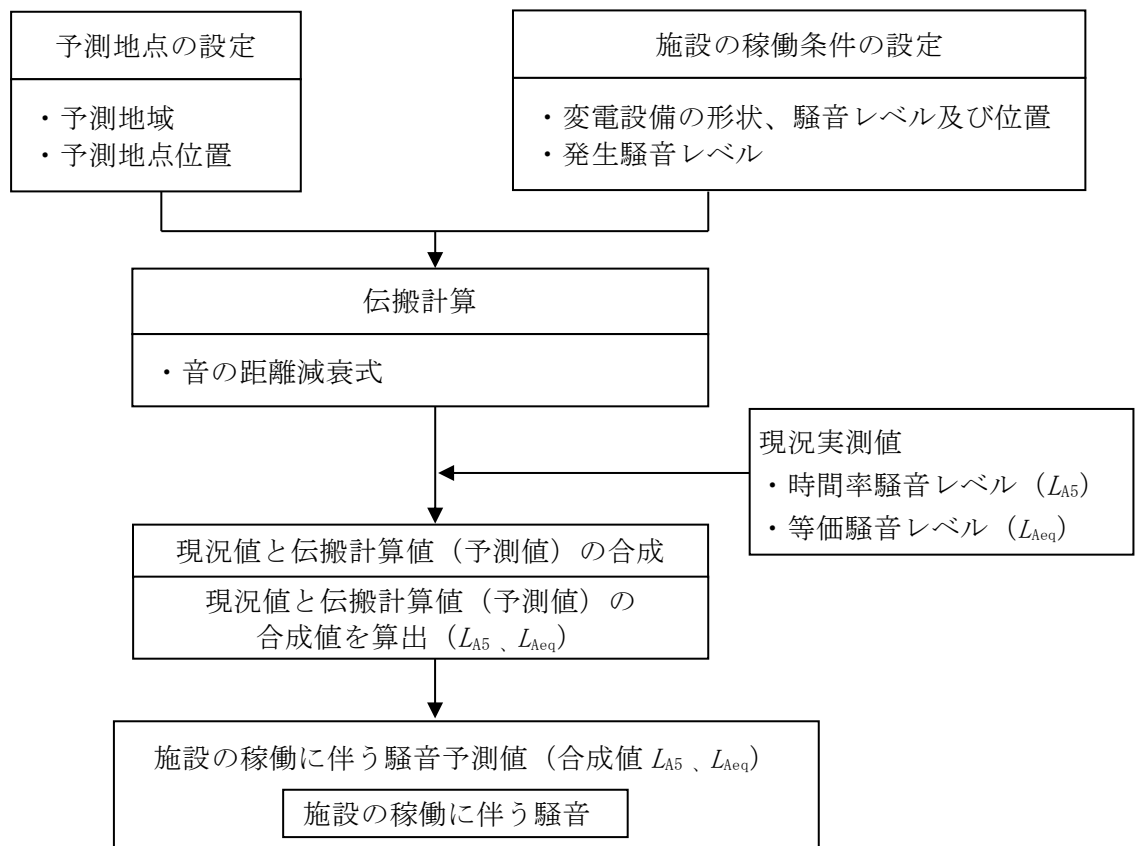 予測地点の設定
・予測地域
・予測地点位置
施設の稼働条件の設定
・変電設備の形状、騒音レベル及び位置
・発生騒音レベル
伝搬計算
・音の距離減衰式
現況実測値
・時間率騒音レベル（LA5）
・等価騒音レベル（LAeq）
現況値と伝搬計算値（予測値）の合成
現況値と伝搬計算値（予測値）の
合成値を算出（LA5 、LAeq）
施設の稼働に伴う騒音予測値（合成値 LA5 、LAeq）
施設の稼働に伴う騒音